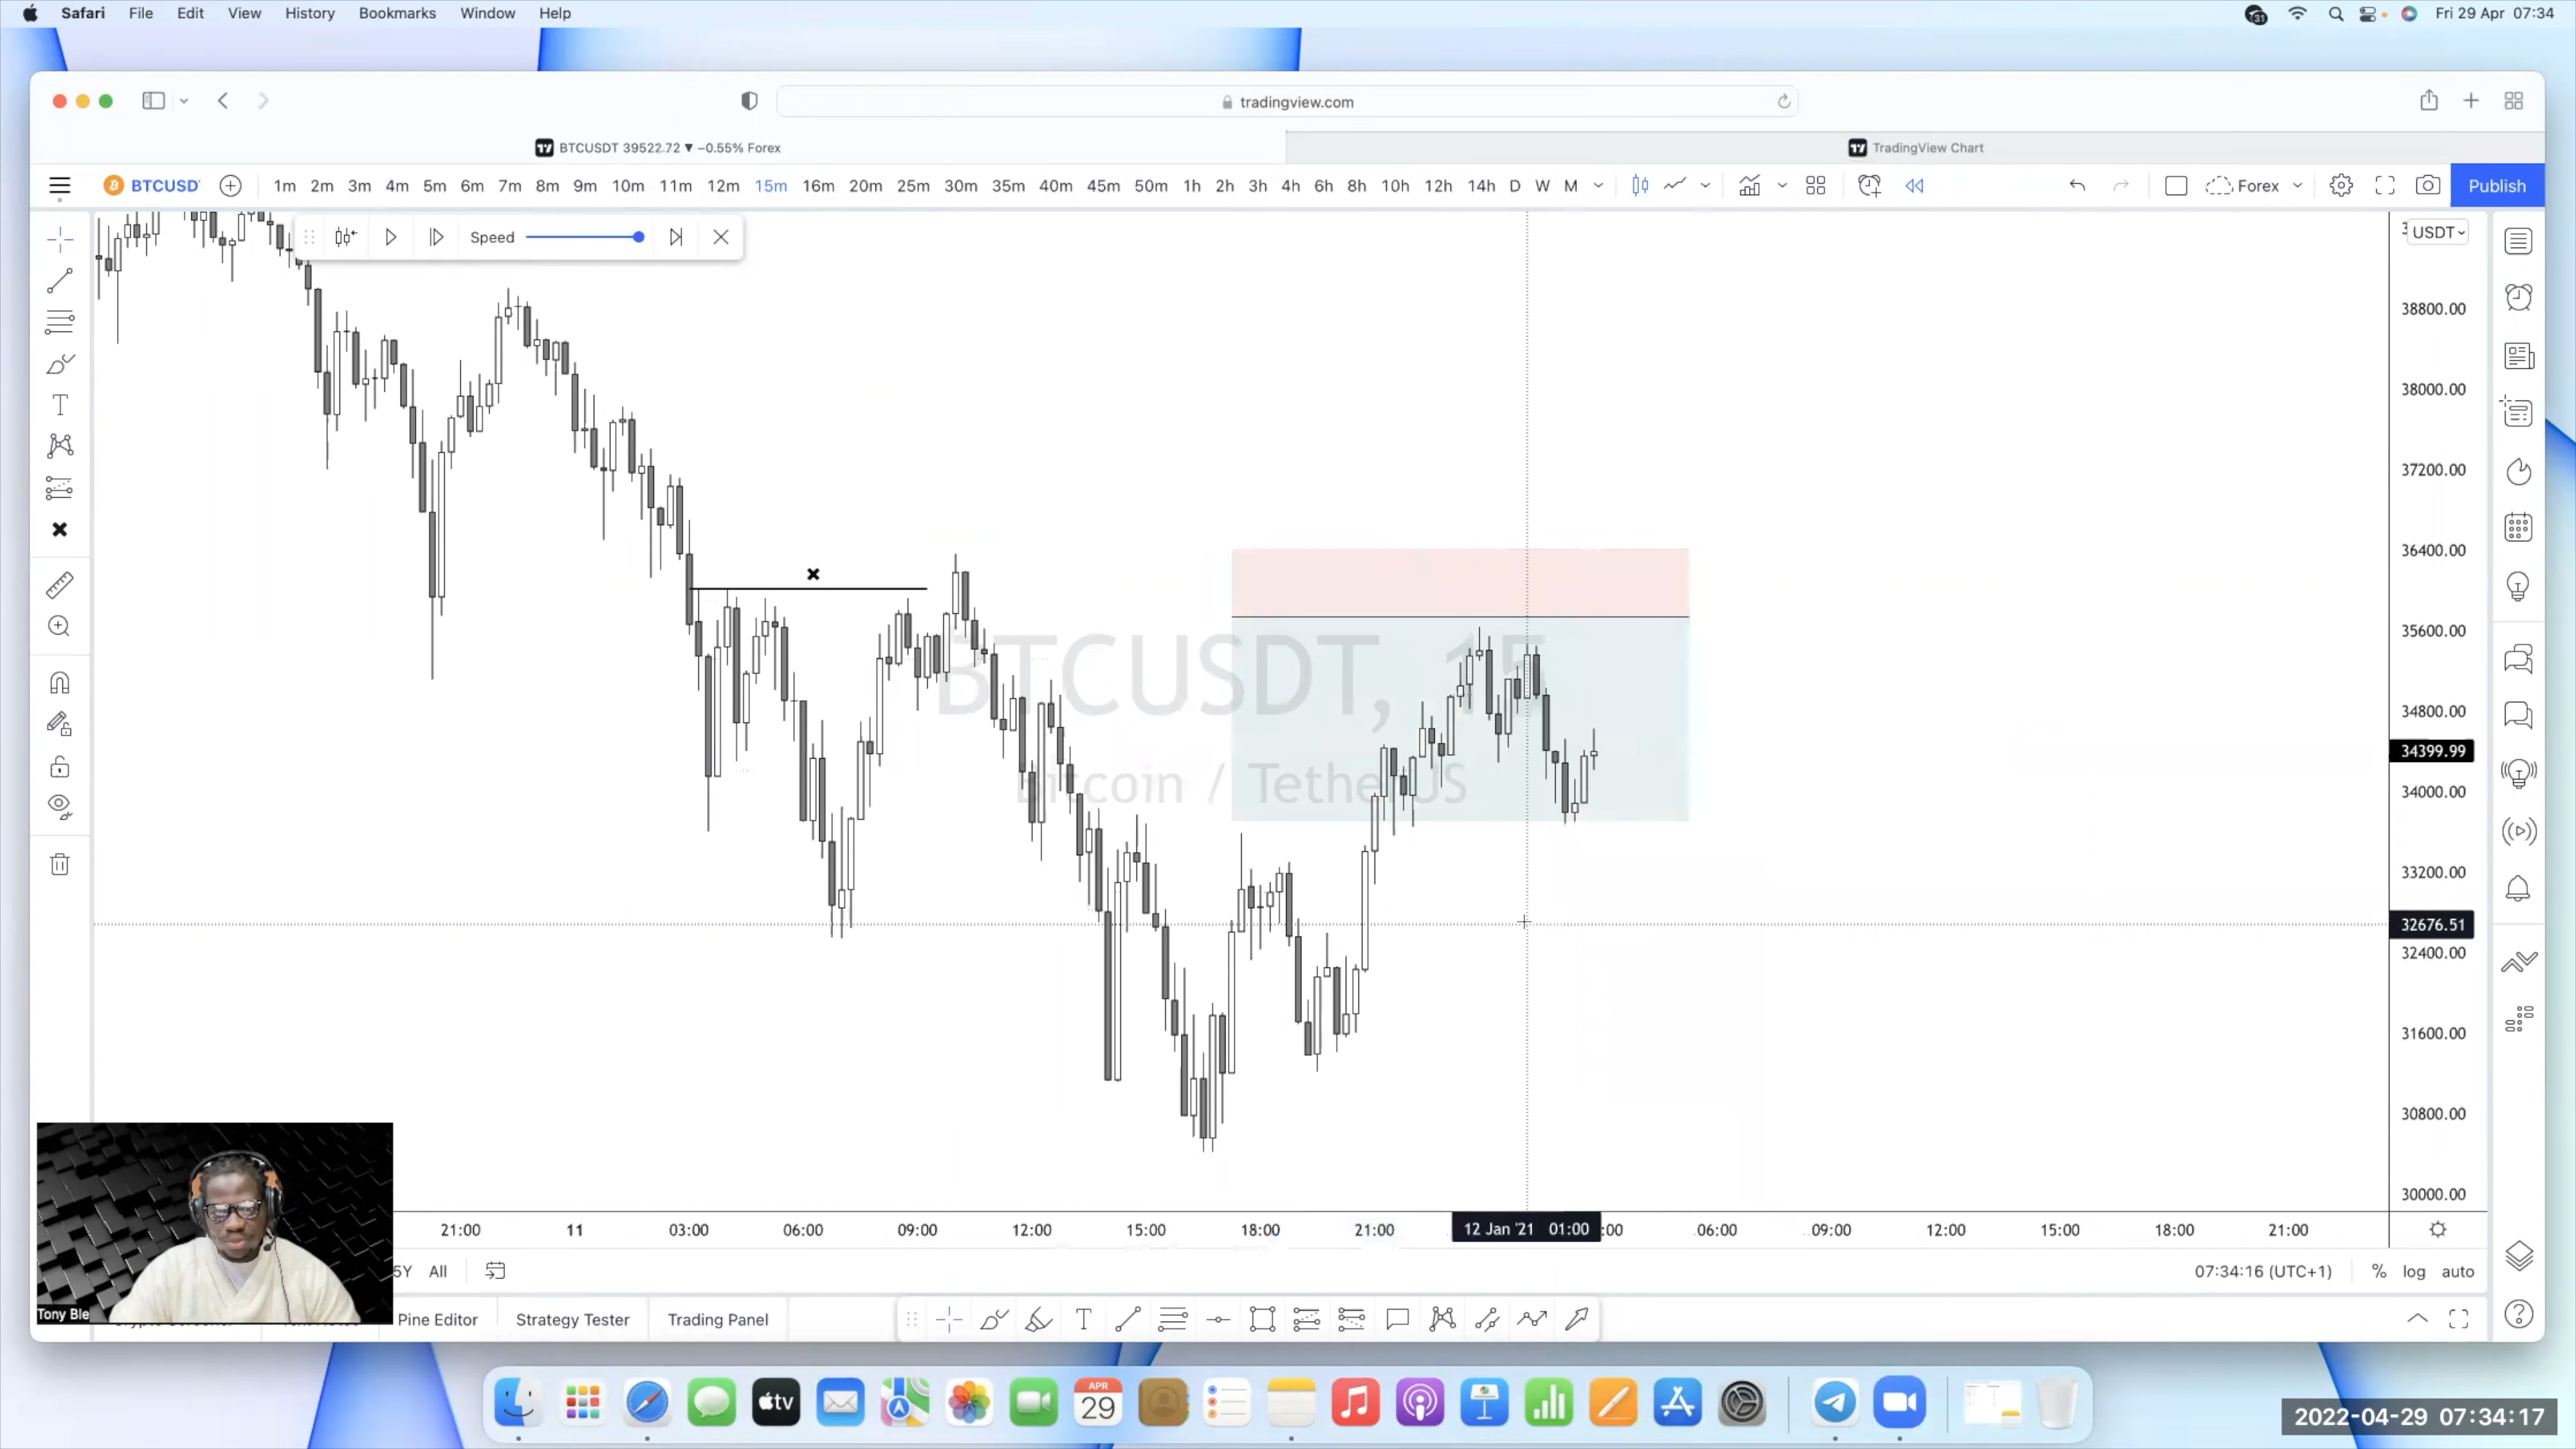 Safari File Edit View History Bookmarks Window Help
31
Fri 29 Apr 07:34
tradingview.com
BTCUSDT 39522.72 ▼ −0.55% Forex
TradingView Chart
BTCUSD
1m 2m 3m 4m 5m 6m 7m 8m 9m 10m 11m 12m 15m 16m 20m 25m 30m 35m 40m 45m 50m 1h 2h 3h 4h 6h 8h 10h 12h 14h D W M
Forex
Publish
Speed
USDT
38800.00
38000.00
37200.00
36400.00
35600.00
34800.00
34399.99
34000.00
33200.00
32676.51
32400.00
31600.00
30800.00
30000.00
BTCUSDT, 15
Bitcoin / TetherUS
21:00 11 03:00 06:00 09:00 12:00 15:00 18:00 21:00 12 Jan '21 01:00 :00 06:00 09:00 12:00 15:00 18:00 21:00
5Y All
07:34:16 (UTC+1) % log auto
Tony Ble
Pine Editor Strategy Tester Trading Panel
tv
APR
29
2022-04-29 07:34:17